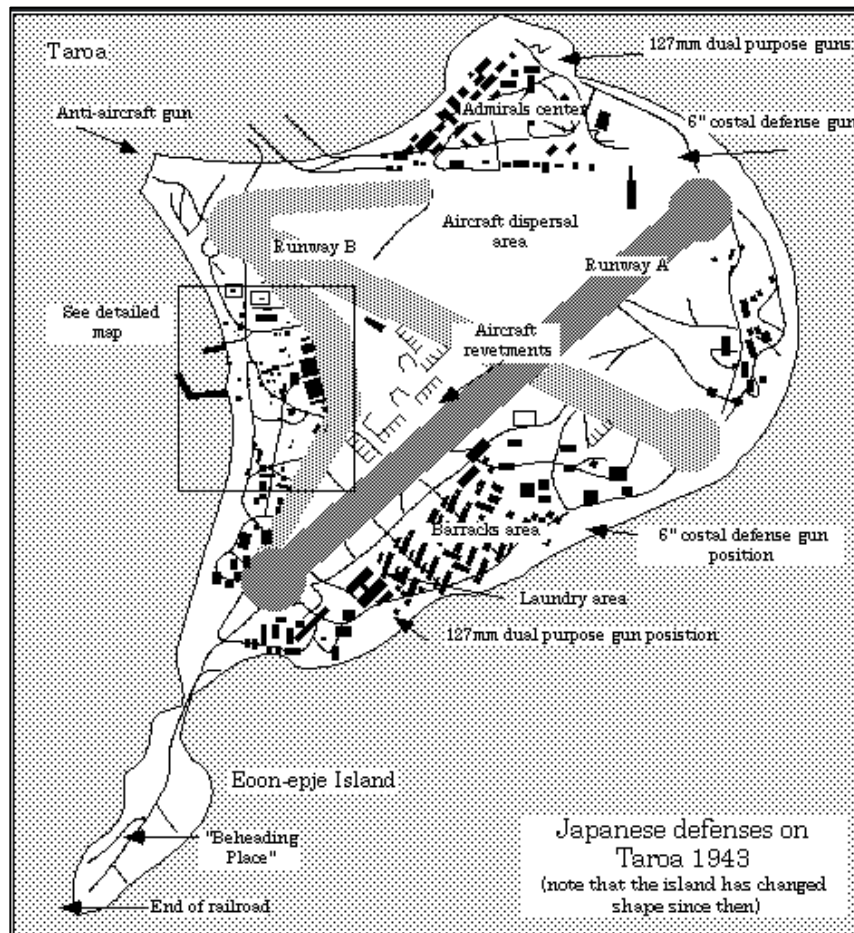 Taroa
127mm dual purpose guns
Anti-aircraft gun
Admirals center
6" costal defense gun
Aircraft dispersal
area
Runway B
Runway A
See detailed
map
Aircraft
revetments
Barracks area
6" costal defense gun
position
Laundry area
127mm dual purpose gun posistion
Eoon-epje Island
"Beheading
Place"
End of railroad
Japanese defenses on
Taroa 1943
(note that the island has changed
shape since then)